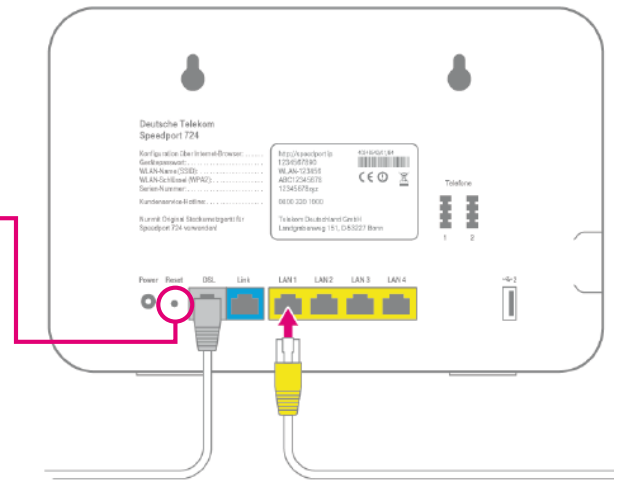 Deutsche Telekom
Speedport 724
Konfiguration über Internet-Browser:
Gerätepasswort:
WLAN-Name (SSID):
WLAN-Schlüssel (WPA2):
Serien-Nummer:
Kundenservice-Hotline:
Nur mit Original Steckernetzgerät für
Speedport 724 verwenden!
http://speedport.ip
1234567890
WLAN-123456
ABC12345678
12345678xyz
0800 330 1000
Telekom Deutschland GmbH
Landgrabenweg 151, D-53227 Bonn
CE
Telefone
1 2
Power Reset DSL Link LAN 1 LAN 2 LAN 3 LAN 4
2